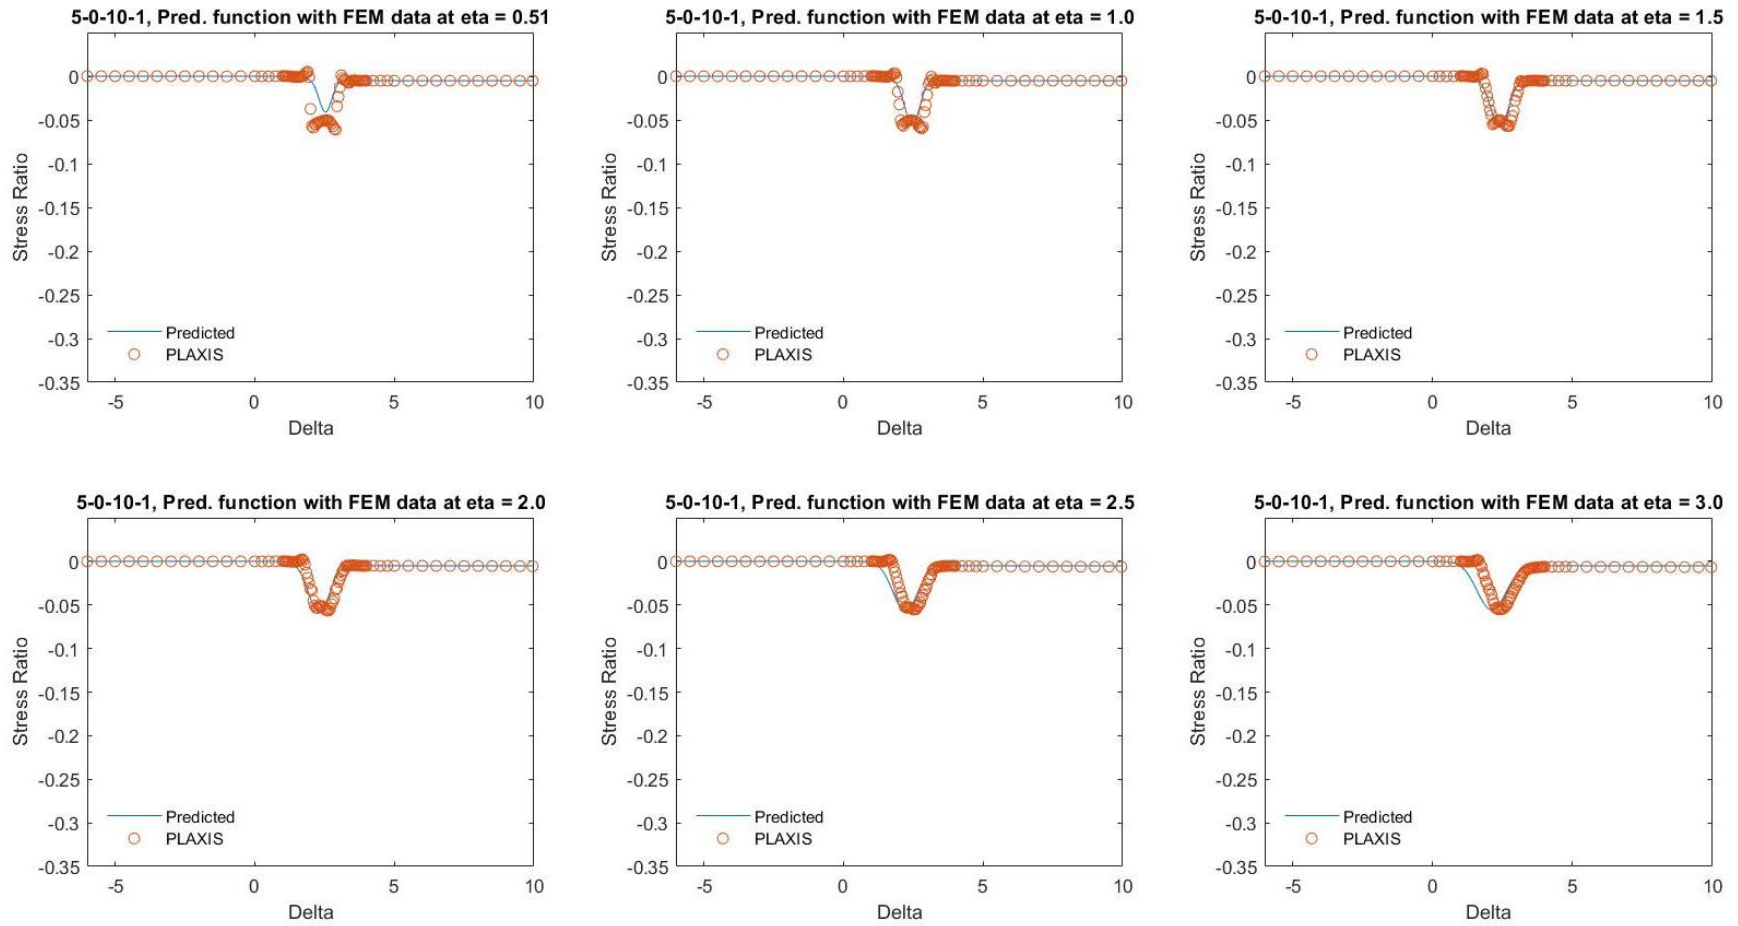 5-0-10-1, Pred. function with FEM data at eta = 0.51
0
-0.05
-0.1
-0.15
-0.2
-0.25
-0.3
-0.35
Stress Ratio
Predicted
PLAXIS
-5
0
5
10
Delta
5-0-10-1, Pred. function with FEM data at eta = 1.0
0
-0.05
-0.1
-0.15
-0.2
-0.25
-0.3
-0.35
Stress Ratio
Predicted
PLAXIS
-5
0
5
10
Delta
5-0-10-1, Pred. function with FEM data at eta = 1.5
0
-0.05
-0.1
-0.15
-0.2
-0.25
-0.3
-0.35
Stress Ratio
Predicted
PLAXIS
-5
0
5
10
Delta
5-0-10-1, Pred. function with FEM data at eta = 2.0
0
-0.05
-0.1
-0.15
-0.2
-0.25
-0.3
-0.35
Stress Ratio
Predicted
PLAXIS
-5
0
5
10
Delta
5-0-10-1, Pred. function with FEM data at eta = 2.5
0
-0.05
-0.1
-0.15
-0.2
-0.25
-0.3
-0.35
Stress Ratio
Predicted
PLAXIS
-5
0
5
10
Delta
5-0-10-1, Pred. function with FEM data at eta = 3.0
0
-0.05
-0.1
-0.15
-0.2
-0.25
-0.3
-0.35
Stress Ratio
Predicted
PLAXIS
-5
0
5
10
Delta